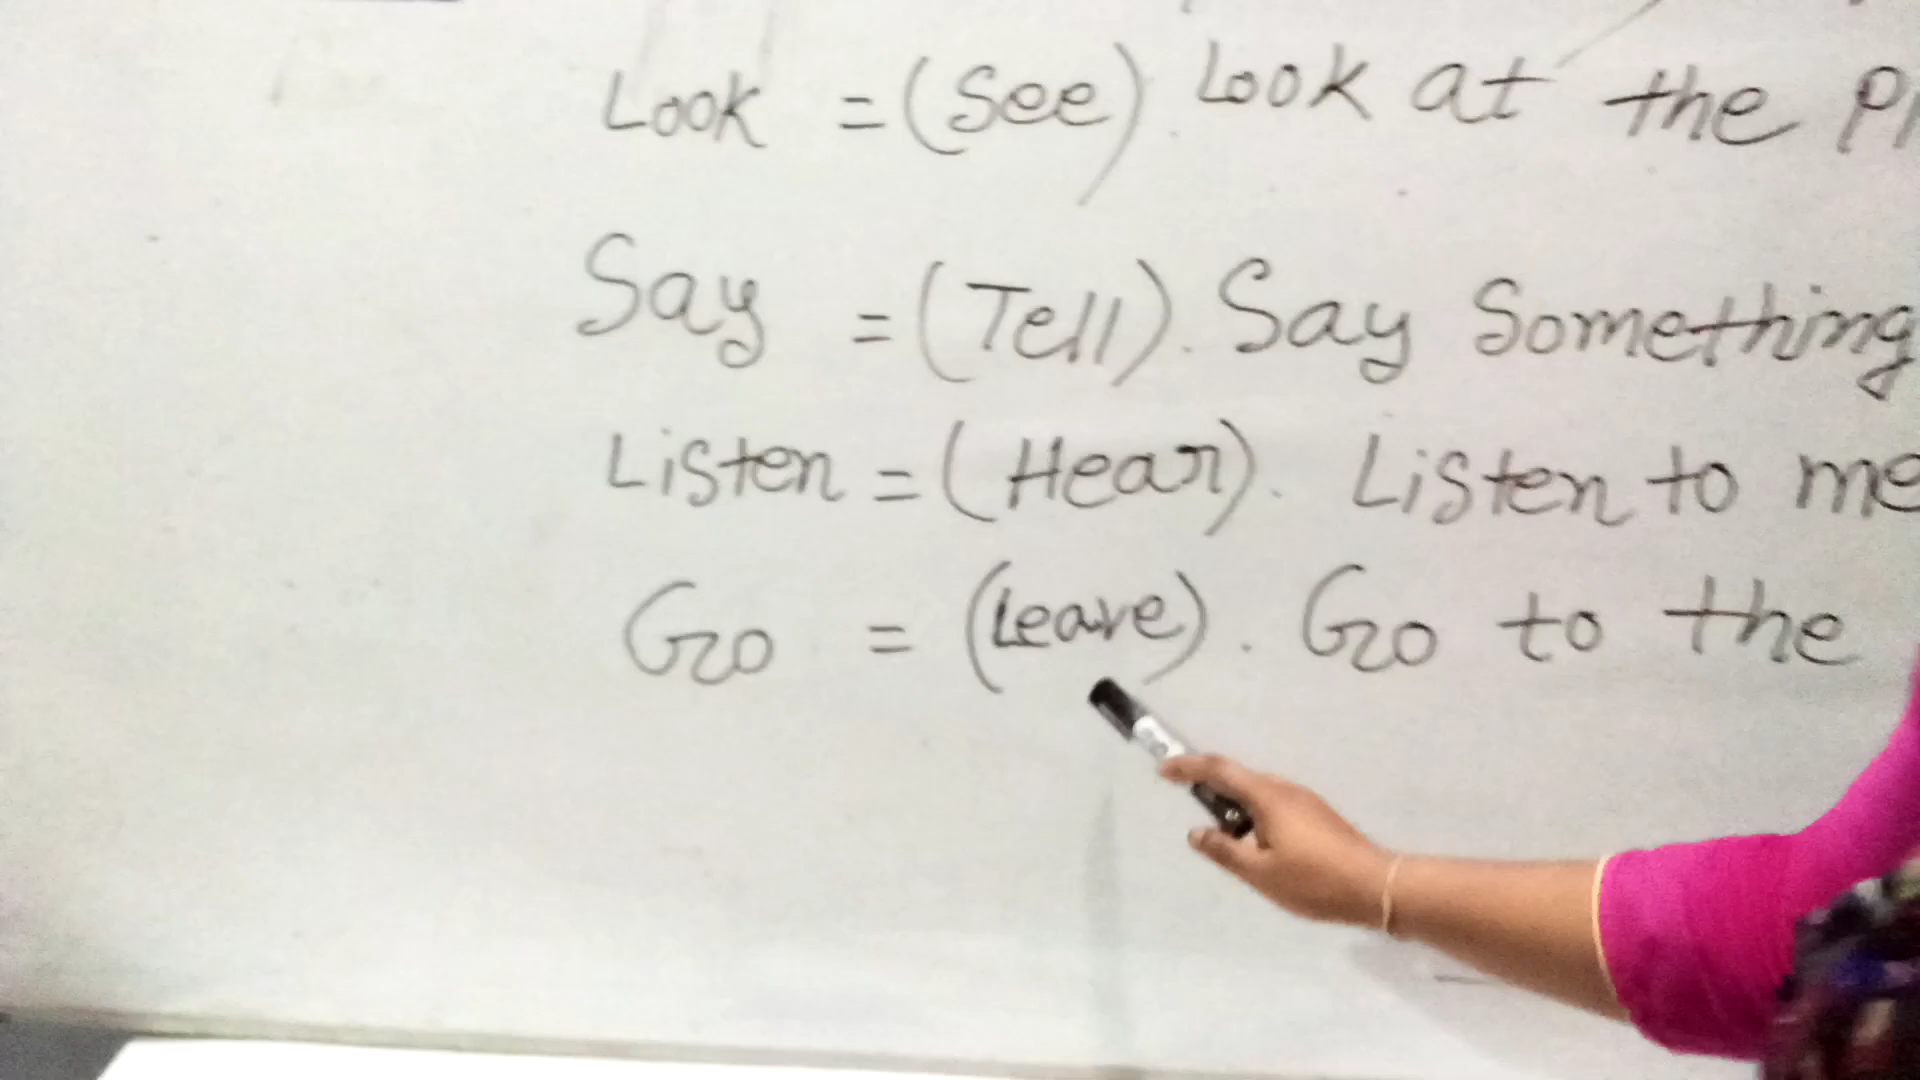 Look = (See). Look at the
Say = (Tell). Say Something
Listen = (Hear). Listen to me
Go = (Leave). Go to the